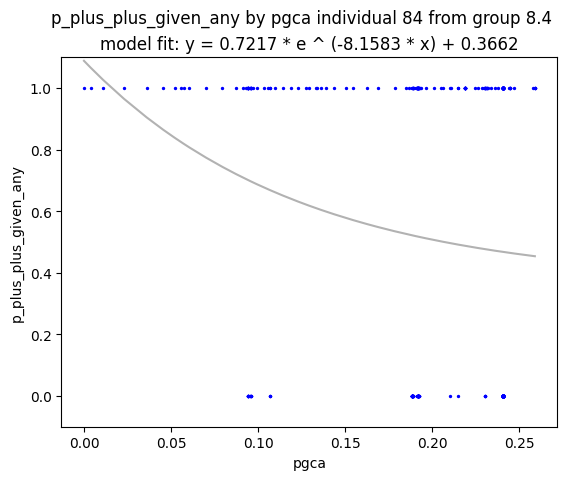 p_plus_plus_given_any by pgca individual 84 from group 8.4
model fit: y = 0.7217 * e ^ (-8.1583 * x) + 0.3662
1.0
0.8
0.6
0.4
0.2
0.0
p_plus_plus_given_any
0.00 0.05 0.10 0.15 0.20 0.25
pgca